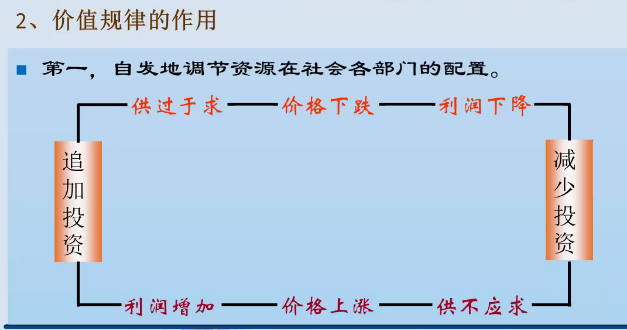 2、价值规律的作用
第一，自发地调节资源在社会各部门的配置。
供过于求 价格下跌 利润下降
追加投资
减少投资
利润增加 价格上涨 供不应求